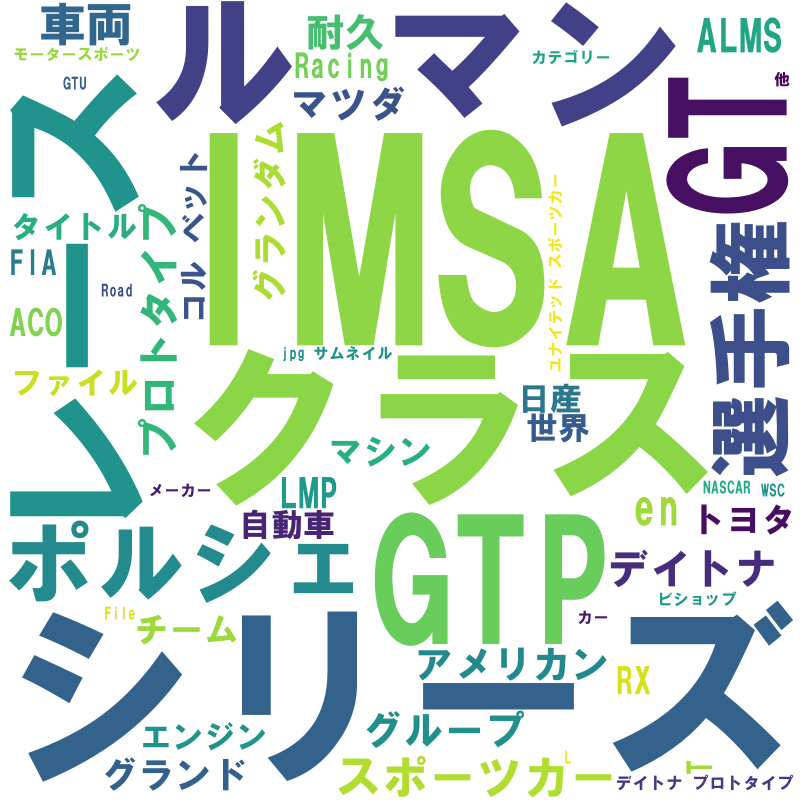 車両
モータースポーツ
GTU
ルマン
耐久
Racing
マツダ
カテゴリー
ALMS
他
GT
レース
コルベット
グランダム
IMSA
クラス
ユナイテッド スポーツカー
選手権
タイトル
プロトタイプ
FIA
Road
ACO
ファイル
jpg サムネイル
日産
世界
マシン
メーカー
LMP
自動車
NASCAR
WSC
en
トヨタ
ポルシェ
GTP
デイトナ
ビショップ
カー
File
チーム
シリーズ
アメリカン
RX
エンジン
グループ
グランド
スポーツカー
L
T
デイトナ プロトタイプ